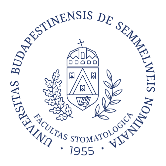 UNIVERSITAS BUDAPESTINENSIS DE SEMMELWEIS NOMINATA
FACULTAS STOMATOLOGICA
· 1955 ·